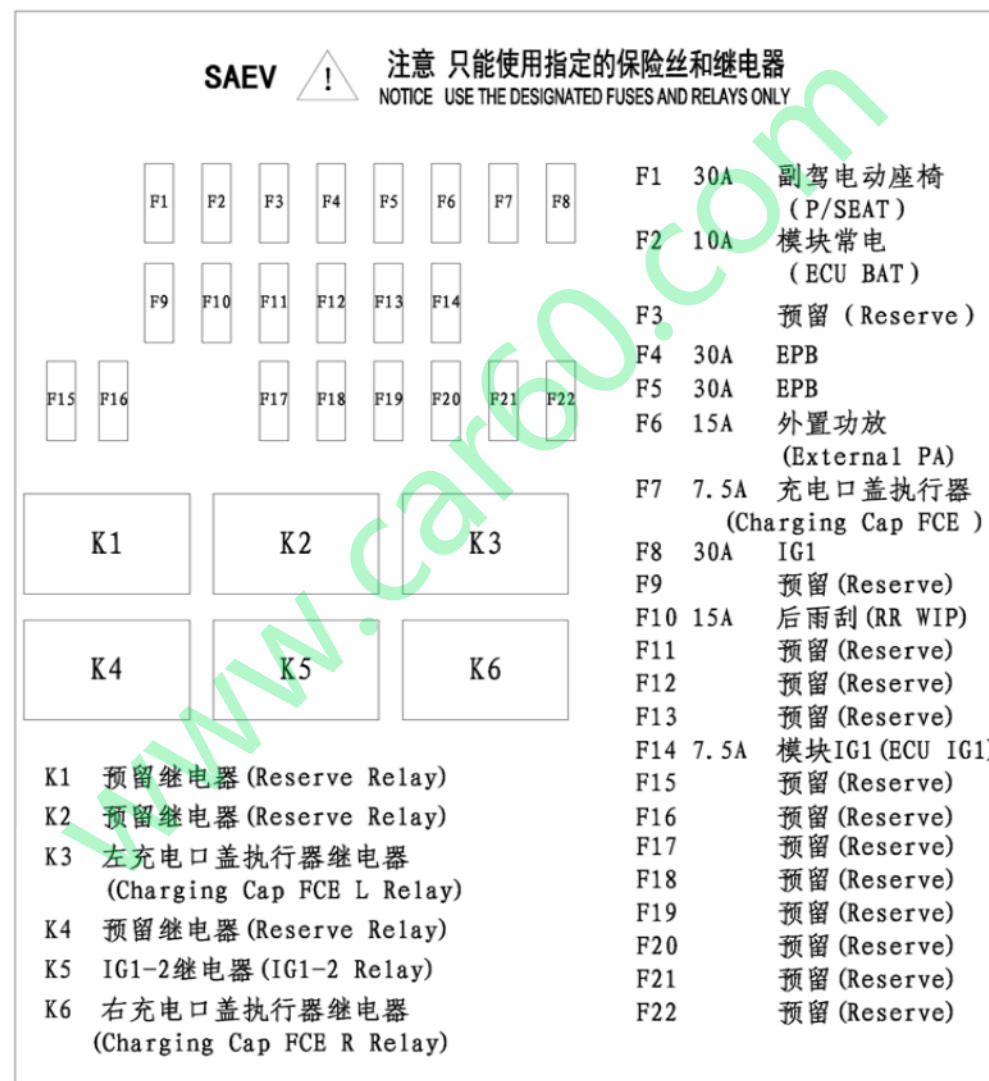 SAEV ! 注意 只能使用指定的保险丝和继电器
NOTICE USE THE DESIGNATED FUSES AND RELAYS ONLY
F1 F2 F3 F4 F5 F6 F7 F8
F9 F10 F11 F12 F13 F14
F15 F16 F17 F18 F19 F20 F21 F22
K1 K2 K3
K4 K5 K6
K1 预留继电器(Reserve Relay)
K2 预留继电器(Reserve Relay)
K3 左充电口盖执行器继电器
(Charging Cap FCE L Relay)
K4 预留继电器(Reserve Relay)
K5 IG1-2继电器(IG1-2 Relay)
K6 右充电口盖执行器继电器
(Charging Cap FCE R Relay)
F1 30A 副驾电动座椅
(P/SEAT)
F2 10A 模块常电
(ECU BAT)
F3 预留(Reserve)
F4 30A EPB
F5 30A EPB
F6 15A 外置功放
(External PA)
F7 7.5A 充电口盖执行器
(Charging Cap FCE )
F8 30A IG1
F9 预留(Reserve)
F10 15A 后雨刮(RR WIP)
F11 预留(Reserve)
F12 预留(Reserve)
F13 预留(Reserve)
F14 7.5A 模块IG1(ECU IG1)
F15 预留(Reserve)
F16 预留(Reserve)
F17 预留(Reserve)
F18 预留(Reserve)
F19 预留(Reserve)
F20 预留(Reserve)
F21 预留(Reserve)
F22 预留(Reserve)
www.car60.com